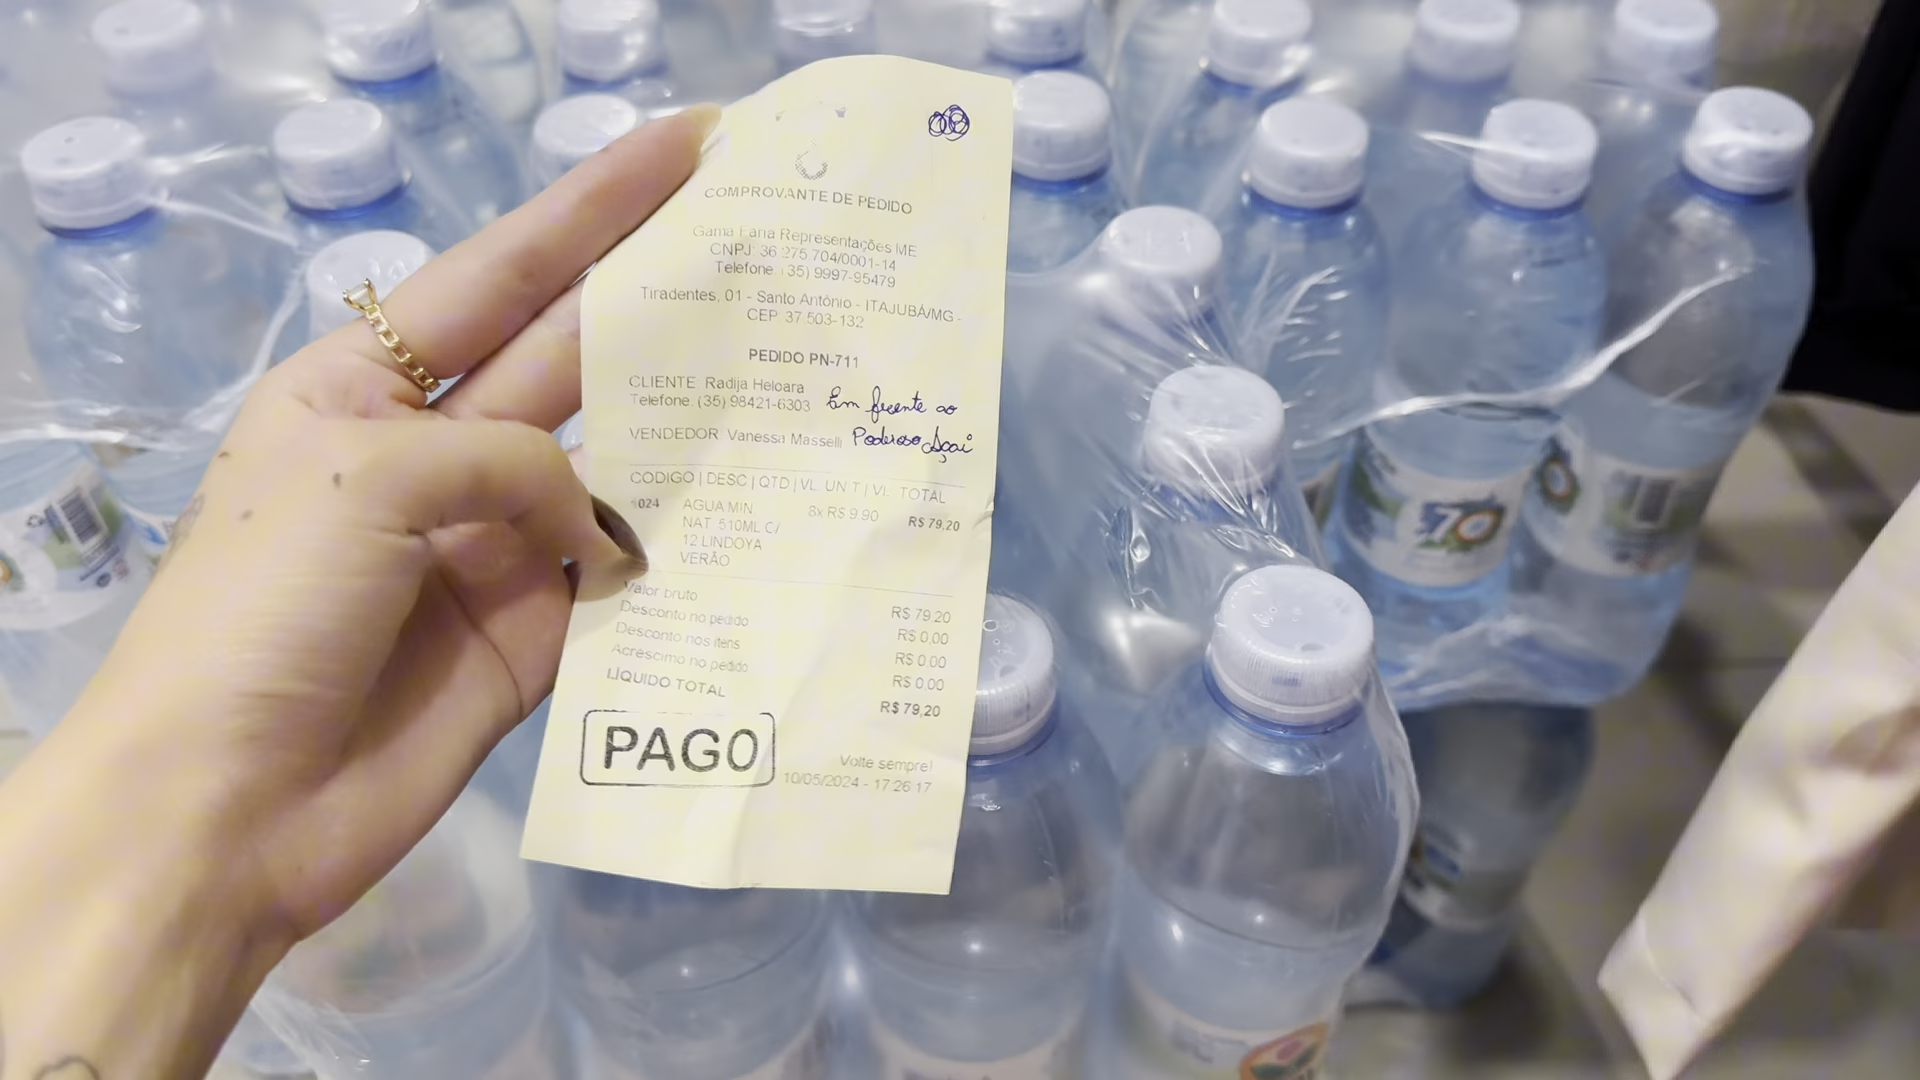 COMPROVANTE DE PEDIDO
Gama Faria Representações ME
CNPJ: 36.275.704/0001-14
Telefone (35) 9997-95479
Tiradentes, 01 - Santo Antônio - ITAJUBÁ/MG -
CEP 37.503-132
PEDIDO PN-711
CLIENTE Radija Heloara
Telefone. (35) 98421-6303 Em frente ao
VENDEDOR Vanessa Masselli Poderoso Açaí
CODIGO | DESC | QTD | VL. UNIT | VL. TOTAL
1024 AGUA MIN 8x R$ 9.90 R$ 79,20
NAT. 510ML C/
12 LINDOYA
VERÃO
Valor bruto R$ 79.20
Desconto no pedido R$ 0.00
Desconto nos itens R$ 0.00
Acréscimo no pedido R$ 0.00
LÍQUIDO TOTAL R$ 79,20
PAGO
Volte sempre!
10/05/2024 - 17:26:17
70